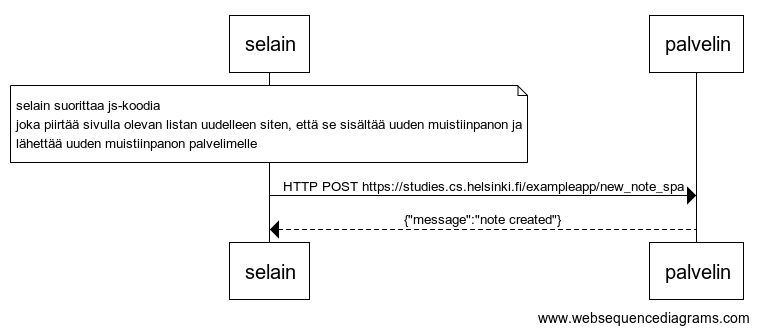 selain
palvelin
selain suorittaa js-koodia
joka piirtää sivulla olevan listan uudelleen siten, että se sisältää uuden muistiinpanon ja
lähettää uuden muistiinpanon palvelimelle
HTTP POST https://studies.cs.helsinki.fi/exampleapp/new_note_spa
{"message":"note created"}
selain
palvelin
www.websequencediagrams.com